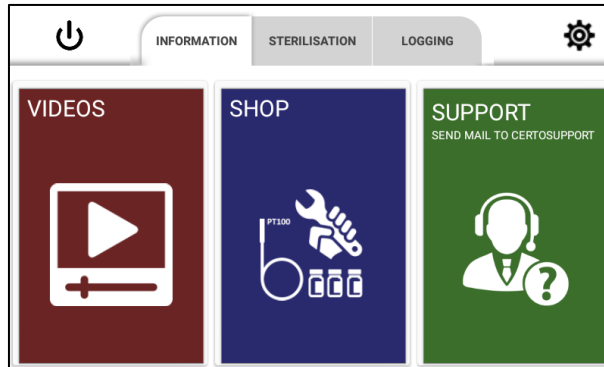 INFORMATION
STERILISATION
LOGGING
VIDEOS
SHOP
PT100
SUPPORT
SEND MAIL TO CERTOSUPPORT
?